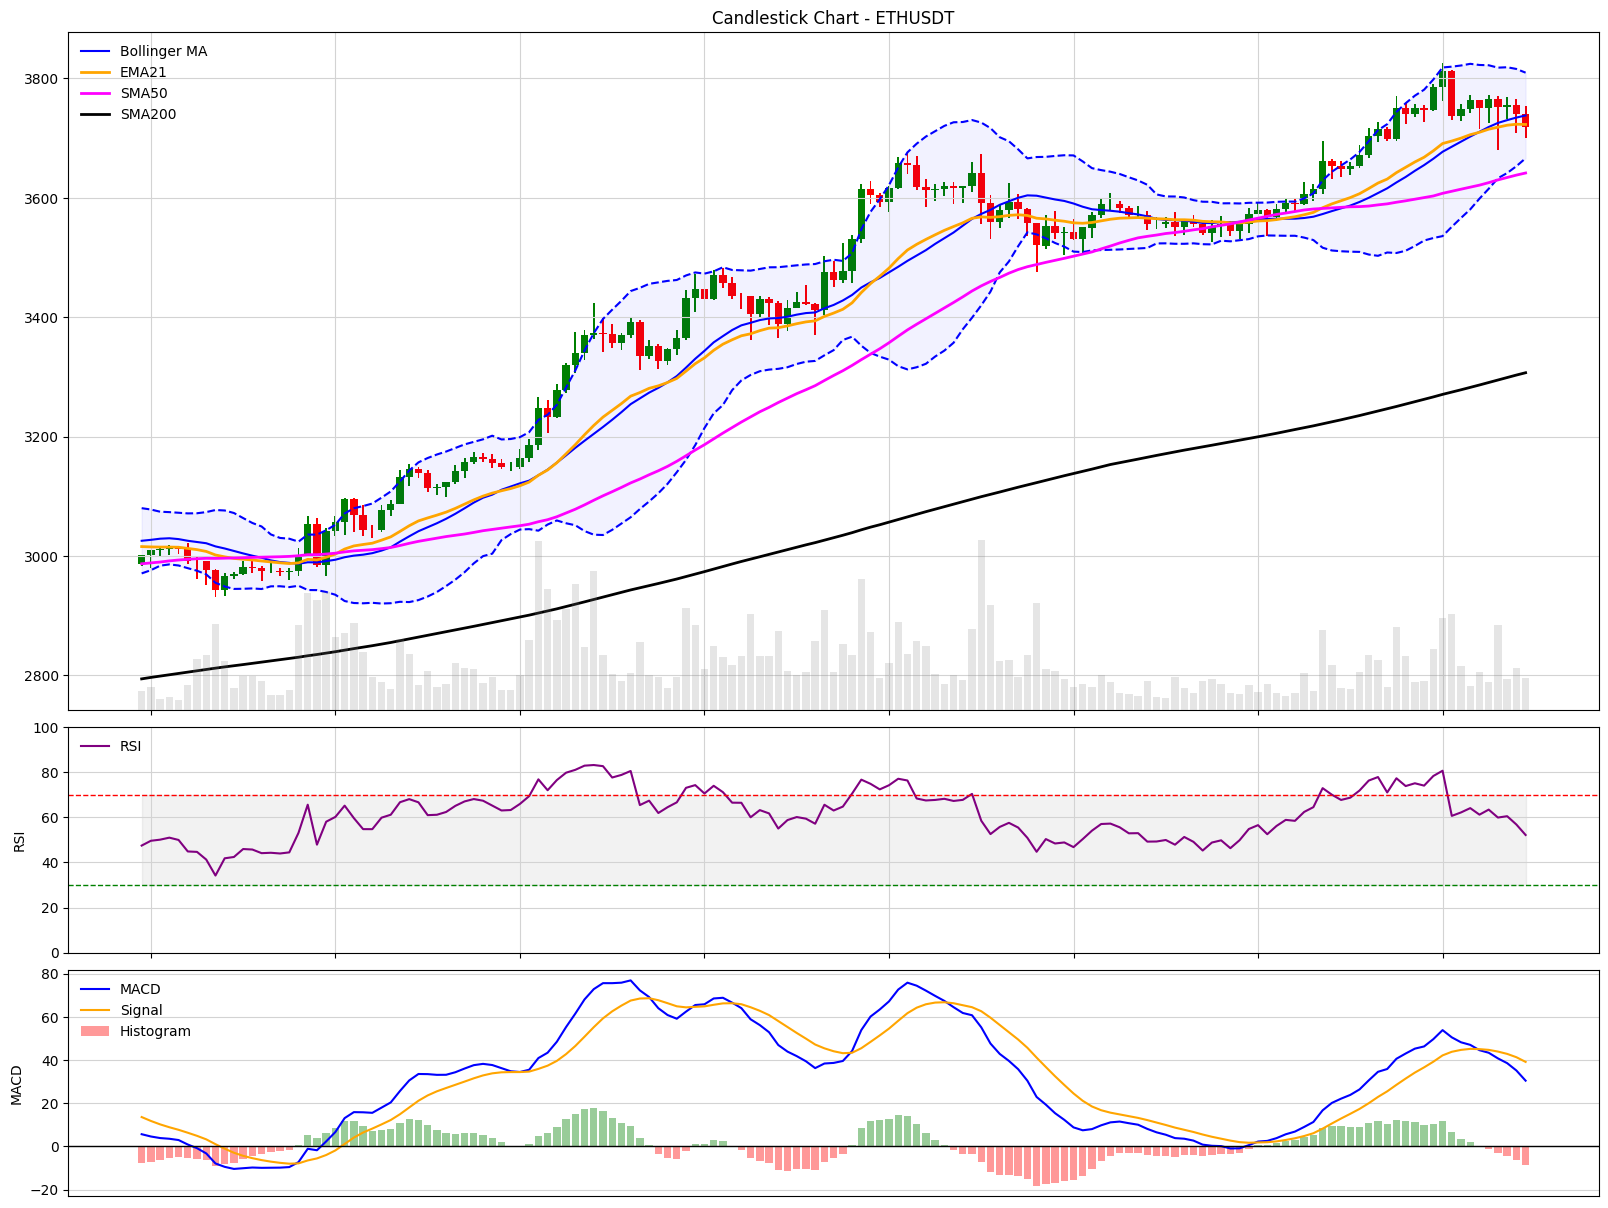 Candlestick Chart - ETHUSDT
Bollinger MA
EMA21
SMA50
SMA200
3800
3600
3400
3200
3000
2800
RSI
RSI
100
80
60
40
20
0
MACD
MACD
Signal
Histogram
80
60
40
20
0
−20